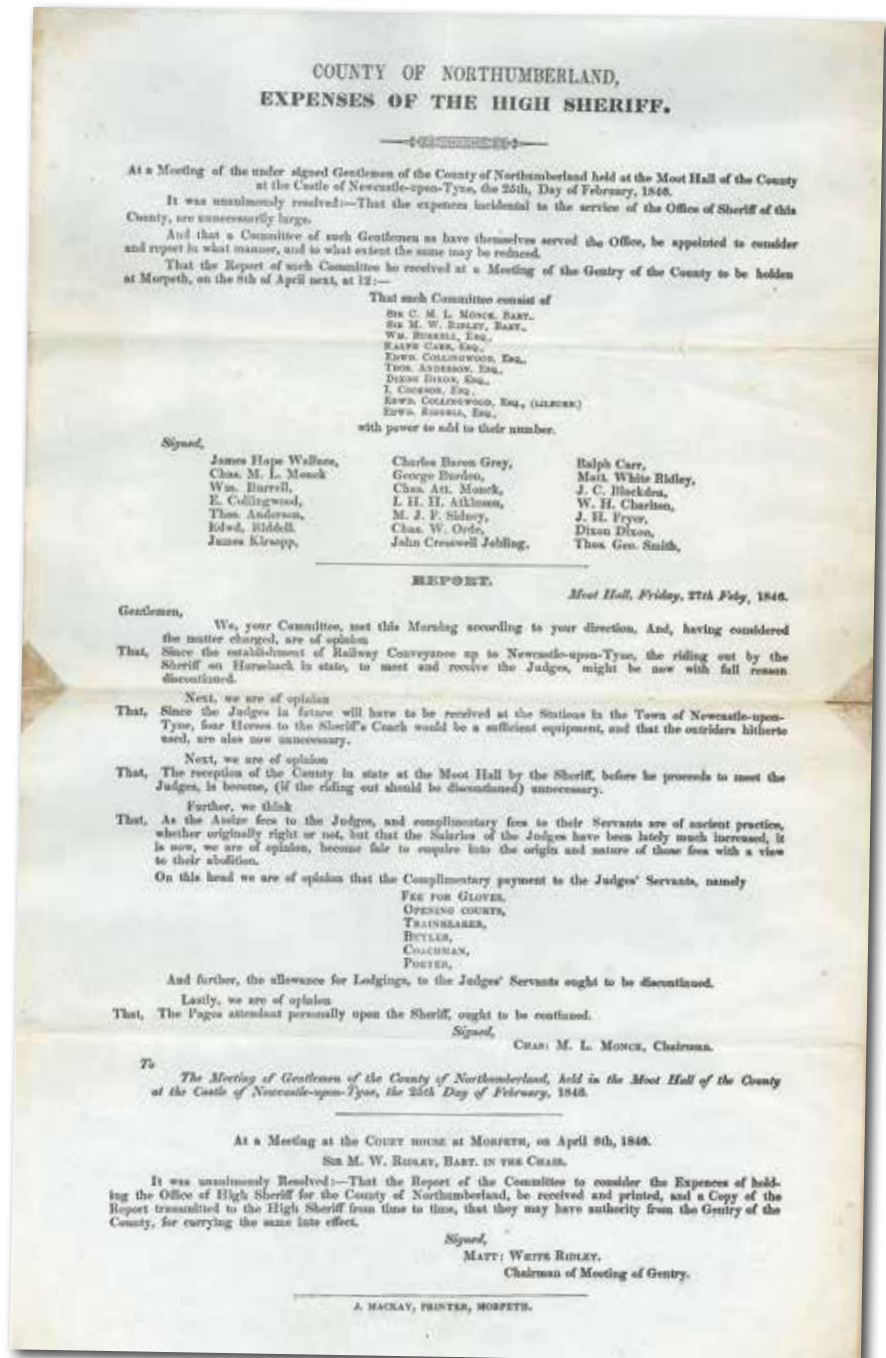 COUNTY OF NORTHUMBERLAND,
EXPENSES OF THE HIGH SHERIFF.
At a Meeting of the under signed Gentlemen of the County of Northumberland held at the Moot Hall of the County
at the Castle of Newcastle-upon-Tyne, the 25th, Day of February, 1846.
It was unanimously resolved:—That the expences incidental to the service of the Office of Sheriff of this
County, are unnecessarily large.
And that a Committee of such Gentlemen as have themselves served the Office, be appointed to consider
and report in what manner, and to what extent the same may be reduced.
That the Report of such Committee be received at a Meeting of the Gentry of the County to be holden
at Morpeth, on the 8th of April next, at 12:—
That such Committee consist of
SIR C. M. L. MONCK, BART.,
SIR M. W. RIDLEY, BART.,
WM. BURRELL, ESQ.,
RALPH CARR, ESQ.,
EDWD. COLLINGWOOD, ESQ.,
THOS. ANDERSON, ESQ.,
DIXON DIXON, ESQ.,
COOKSON, ESQ.,
EDWD. COLLINGWOOD, ESQ., (LILBURN.)
EDWD. RIDDELL, ESQ.,
with power to add to their number.
Signed,
James Hope Wallace, Charles Bacon Grey, Ralph Carr,
Chas. M. L. Monck George Burdon, Matt. White Ridley,
Wm. Burrell, Chas. Att. Monck, J. C. Blackden,
E. Collingwood, H. H. Atkinson, W. H. Charlton,
Thos. Anderson, M. J. F. Sidney, J. H. Fryer,
Edwd. Riddell, Chas. W. Orde, Dixon Dixon,
James Kirsopp, John Cresswell Jobling, Thos. Geo. Smith,
REPORT.
Moot Hall, Friday, 27th Feby, 1846.
Gentlemen,
We, your Committee, met this Morning according to your direction, And, having considered
the matter charged, are of opinion
That, Since the establishment of Railway Conveyance up to Newcastle-upon-Tyne, the riding out by the
Sheriff on Horseback in state, to meet and receive the Judges, might be now with full reason
discontinued.
Next, we are of opinion
That, Since the Judges in future will have to be received at the Stations in the Town of Newcastle-upon-
Tyne, four Horses to the Sheriff's Coach would be a sufficient equipment, and that the outriders hitherto
used, are also now unnecessary.
Next, we are of opinion
That, The reception of the County in state at the Moot Hall by the Sheriff, before he proceeds to meet the
Judges, is become, (if the riding out should be discontinued) unnecessary.
Further, we think
That, As the Assize fees to the Judges, and complimentary fees to their Servants are of ancient practice,
whether originally right or not, but that the Salaries of the Judges have been lately much increased, it
is now, we are of opinion, become fair to enquire into the origin and nature of those fees with a view
to their abolition.
On this head we are of opinion that the Complimentary payment to the Judges' Servants, namely
FEE FOR GLOVES,
OPENING COURTS,
TRAINBEARER,
BUTLER,
COACHMAN,
PORTER,
And further, the allowance for Lodgings, to the Judges' Servants ought to be discontinued.
Lastly, we are of opinion
That, The Pages attendant personally upon the Sheriff, ought to be continued.
Signed,
CHAS: M. L. MONCK, Chairman.
To
The Meeting of Gentlemen of the County of Northumberland, held in the Moot Hall of the County
at the Castle of Newcastle-upon-Tyne, the 25th Day of February, 1846.
At a Meeting at the COURT HOUSE at MORPETH, on April 8th, 1846.
SIR M. W. RIDLEY, BART. IN THE CHAIR.
It was unanimously Resolved:—That the Report of the Committee to consider the Expences of hold-
ing the Office of High Sheriff for the County of Northumberland, be received and printed, and a Copy of the
Report transmitted to the High Sheriff from time to time, that they may have authority from the Gentry of the
County, for carrying the same into effect.
Signed,
MATT: WHITE RIDLEY,
Chairman of Meeting of Gentry.
J. MACKAY, PRINTER, MORPETH.